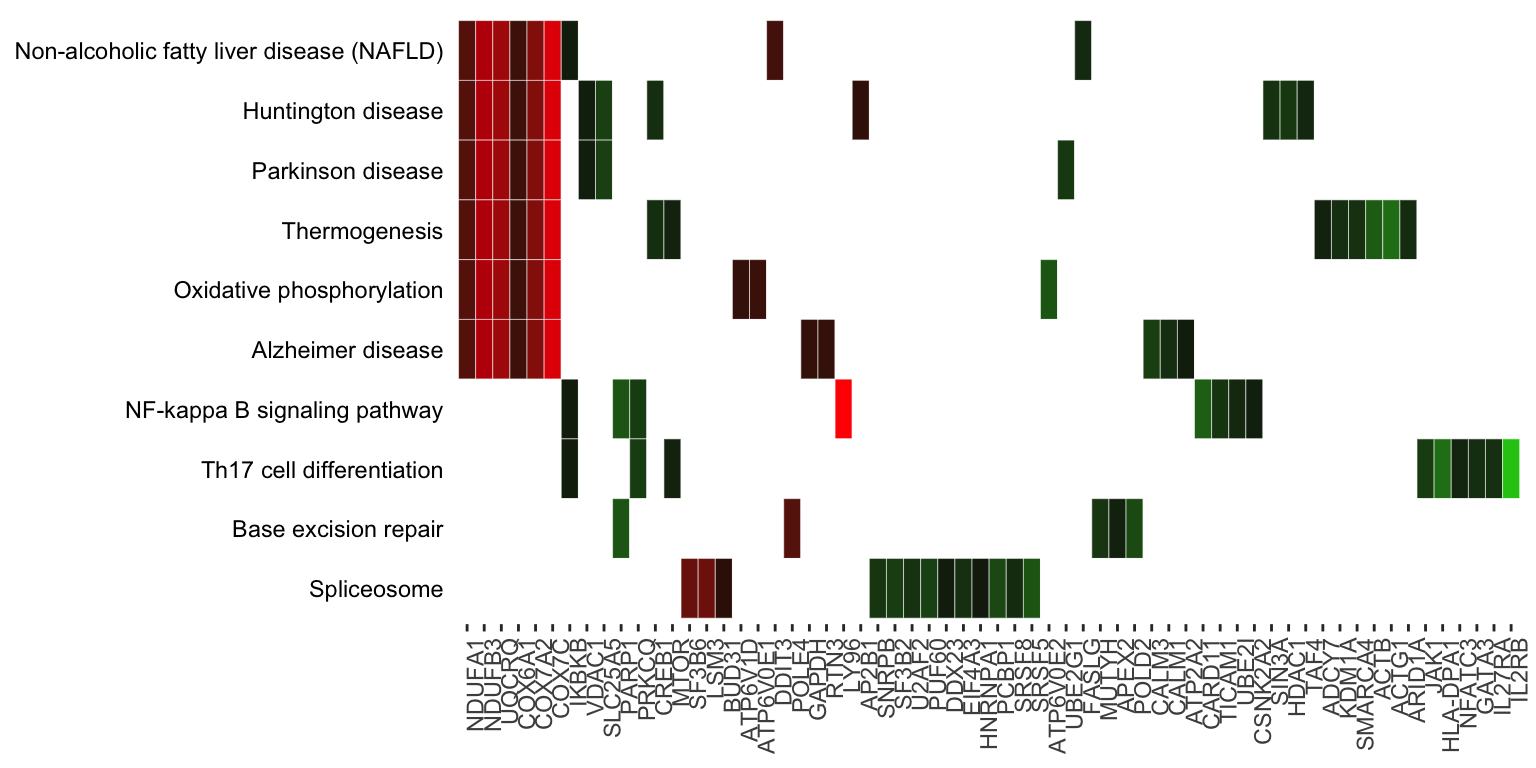 Non-alcoholic fatty liver disease (NAFLD)
Huntington disease
Parkinson disease
Thermogenesis
Oxidative phosphorylation
Alzheimer disease
NF-kappa B signaling pathway
Th17 cell differentiation
Base excision repair
Spliceosome
NDUFA1
NDUFB3
UQCRQ
COX6A1
COX7A2
COX7C
IKBKB
VDAC1
SLC25A5
PARP1
PRKCQ
CREB1
MTOR
SF3B6
LSM3
BUD31
ATP6V1D
ATP6V0E1
DDIT3
POLE4
GAPDH
RTN3
LY96
AP2B1
SNRPB
SF3B2
U2AF2
PUF60
DDX23
EIF4A3
HNRNPA1
PCBP1
SRSF8
SRSF5
ATP6V0E2
UBE2G1
FASLG
MUTYH
APEX2
POLD2
CALM3
CALM1
ATP2A2
CARD11
TICAM1
UBE2I
CSNK2A2
SIN3A
HDAC1
TAF4
ADCY7
KDM1A
SMARCA4
ACTB
ACTG1
ARID1A
JAK1
HLA-DPA1
NFATC3
GATA3
IL27RA
IL2RB